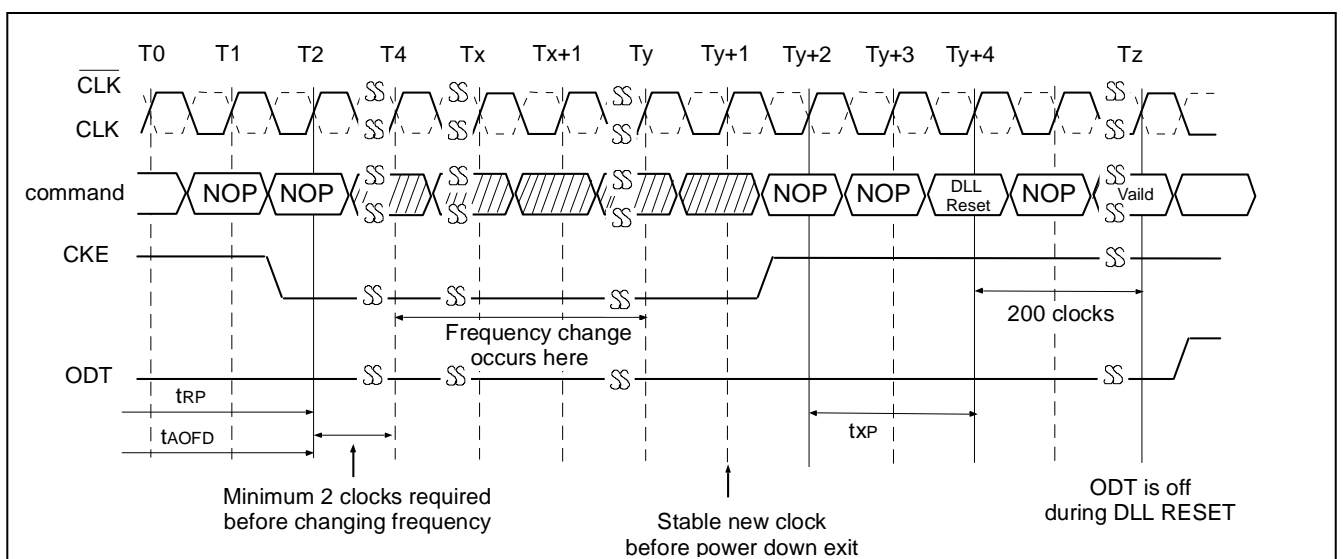 T0 T1 T2 T4 Tx Tx+1 Ty Ty+1 Ty+2 Ty+3 Ty+4 Tz
CLK
CLK
command NOP NOP NOP NOP DLL Reset NOP Vaild
CKE
200 clocks
Frequency change
occurs here
ODT
tRP
tXP
tAOFD
Minimum 2 clocks required
before changing frequency
Stable new clock
before power down exit
ODT is off
during DLL RESET